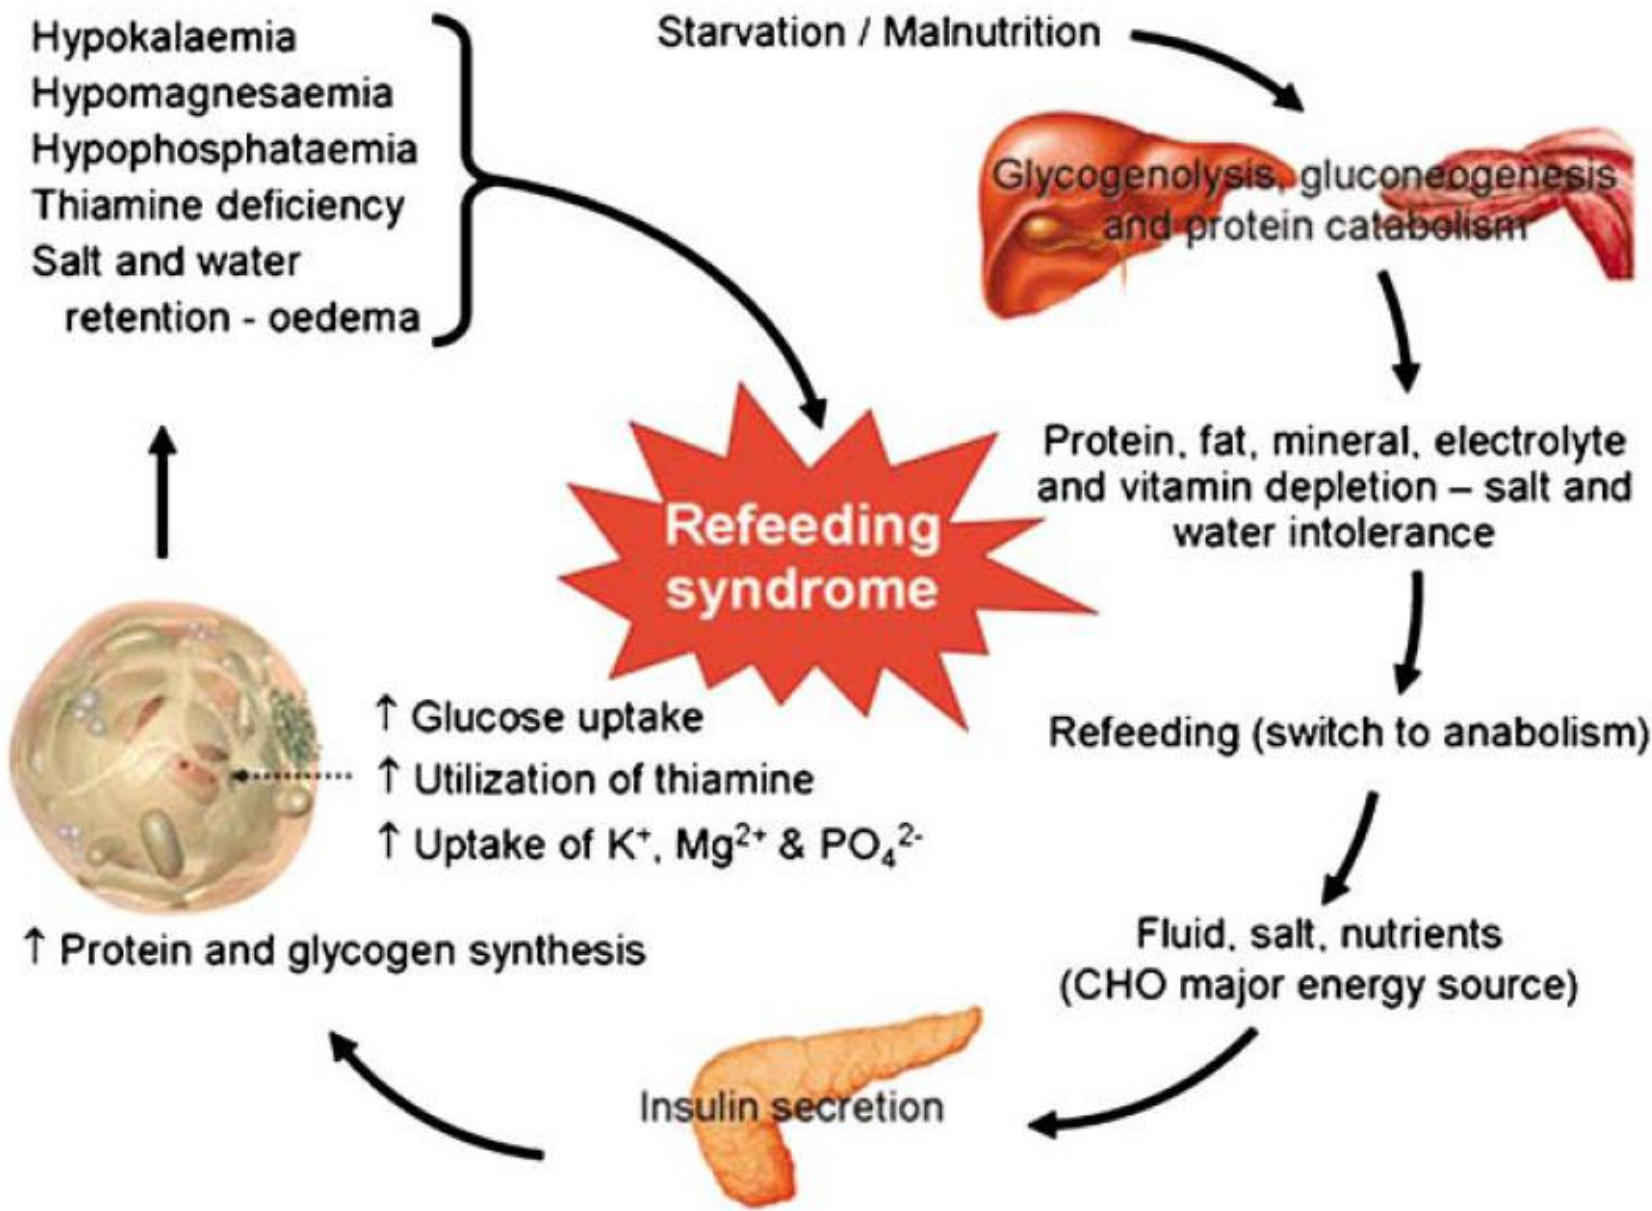 Hypokalaemia
Hypomagnesaemia
Hypophosphataemia
Thiamine deficiency
Salt and water
retention - oedema
Starvation / Malnutrition
Glycogenolysis, gluconeogenesis
and protein catabolism
Protein, fat, mineral, electrolyte
and vitamin depletion – salt and
water intolerance
Refeeding (switch to anabolism)
Fluid, salt, nutrients
(CHO major energy source)
Insulin secretion
↑ Glucose uptake
↑ Utilization of thiamine
↑ Uptake of K⁺, Mg²⁺ & PO₄²⁻
↑ Protein and glycogen synthesis
Refeeding
syndrome